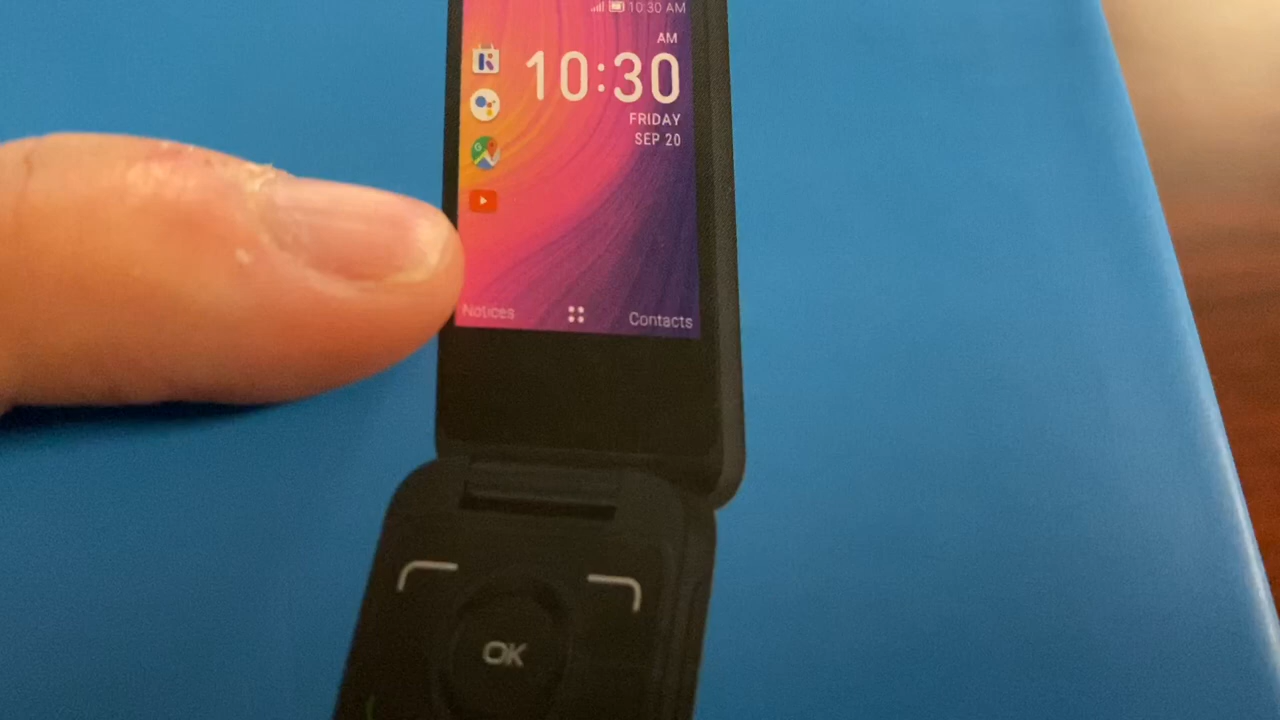 10:30 AM
AM
10:30
FRIDAY
SEP 20
Notices
Contacts
OK